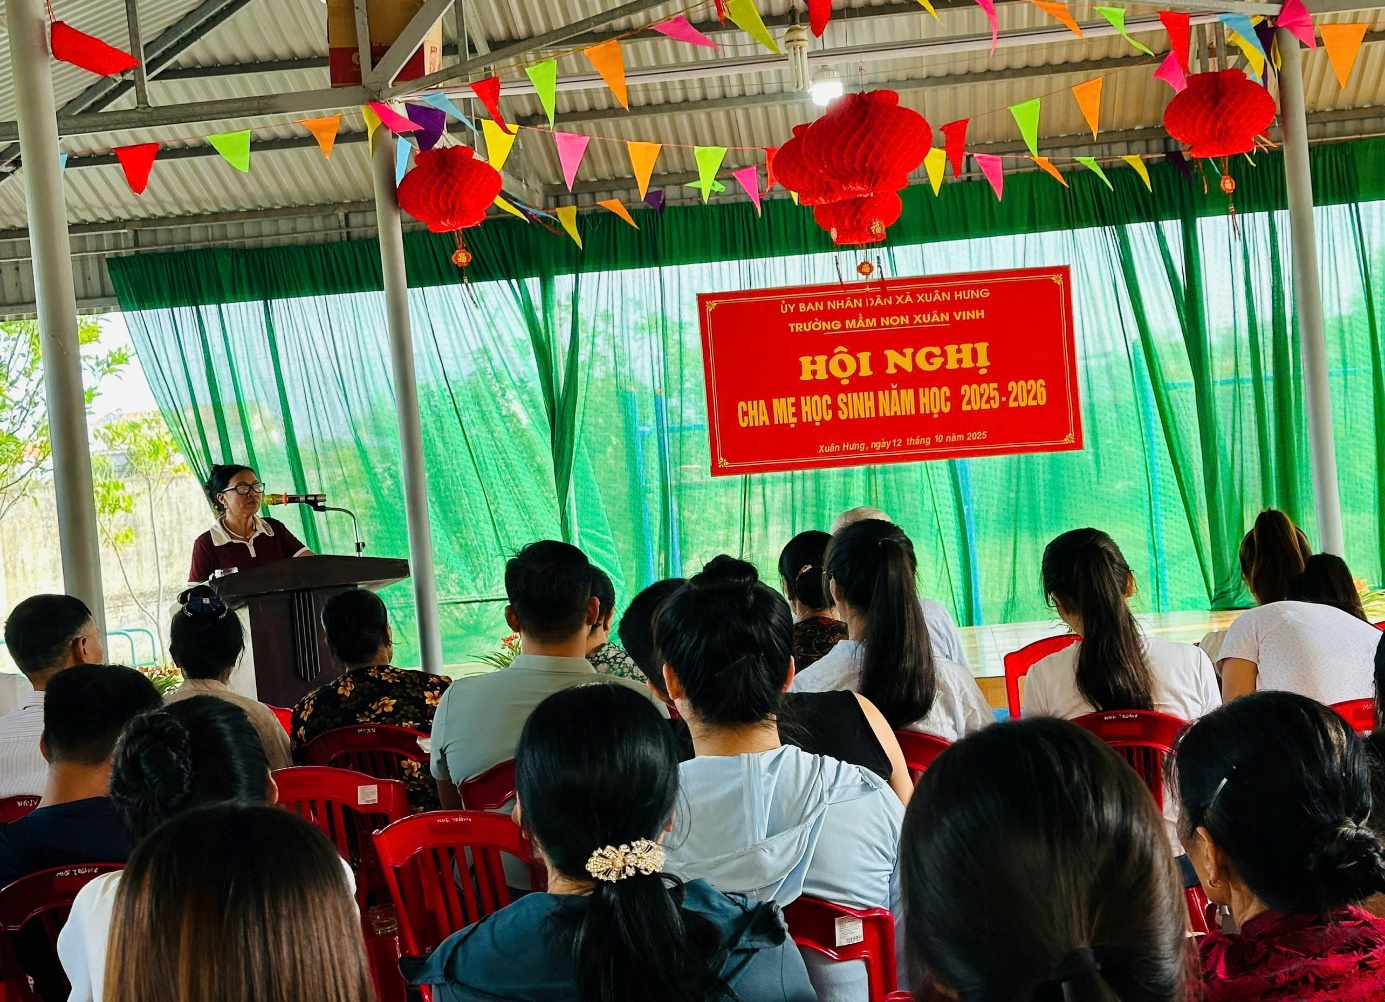 ỦY BAN NHÂN DÂN XÃ XUÂN HƯNG
TRƯỜNG MẦM NON XUÂN VINH
HỘI NGHỊ
CHA MẸ HỌC SINH NĂM HỌC 2025-2026
Xuân Hưng, ngày 12 tháng 10 năm 2025